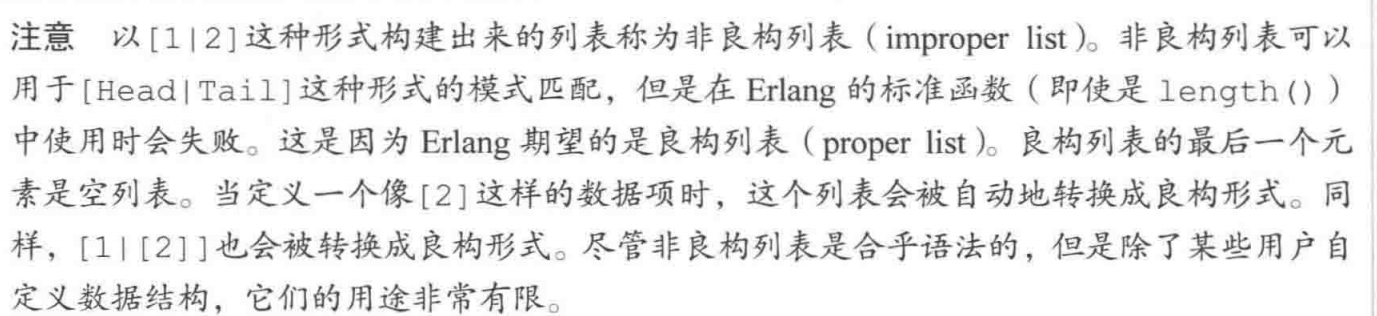 注意 以[1|2]这种形式构建出来的列表称为非良构列表（improper list）。非良构列表可以
用于[Head|Tail]这种形式的模式匹配，但是在 Erlang 的标准函数（即使是 length()）
中使用时会失败。这是因为 Erlang 期望的是良构列表（proper list）。良构列表的最后一个元
素是空列表。当定义一个像[2]这样的数据项时，这个列表会被自动地转换成良构形式。同
样，[1|[2]]也会被转换成良构形式。尽管非良构列表是合乎语法的，但是除了某些用户自
定义数据结构，它们的用途非常有限。